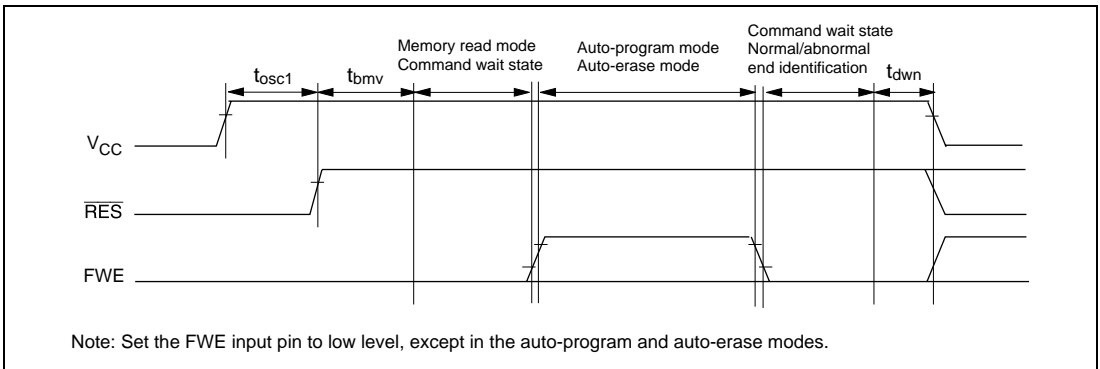 Memory read mode
Command wait state
Auto-program mode
Auto-erase mode
Command wait state
Normal/abnormal
end identification
tosc1
tbmv
tdwn
VCC
RES
FWE
Note: Set the FWE input pin to low level, except in the auto-program and auto-erase modes.